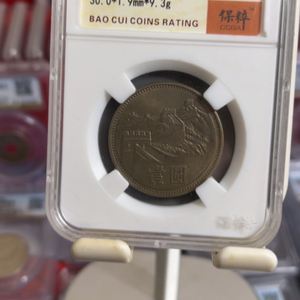 30.0*1.9mm*9.3g
BAO CUI COINS RATING
保粹
壹圆